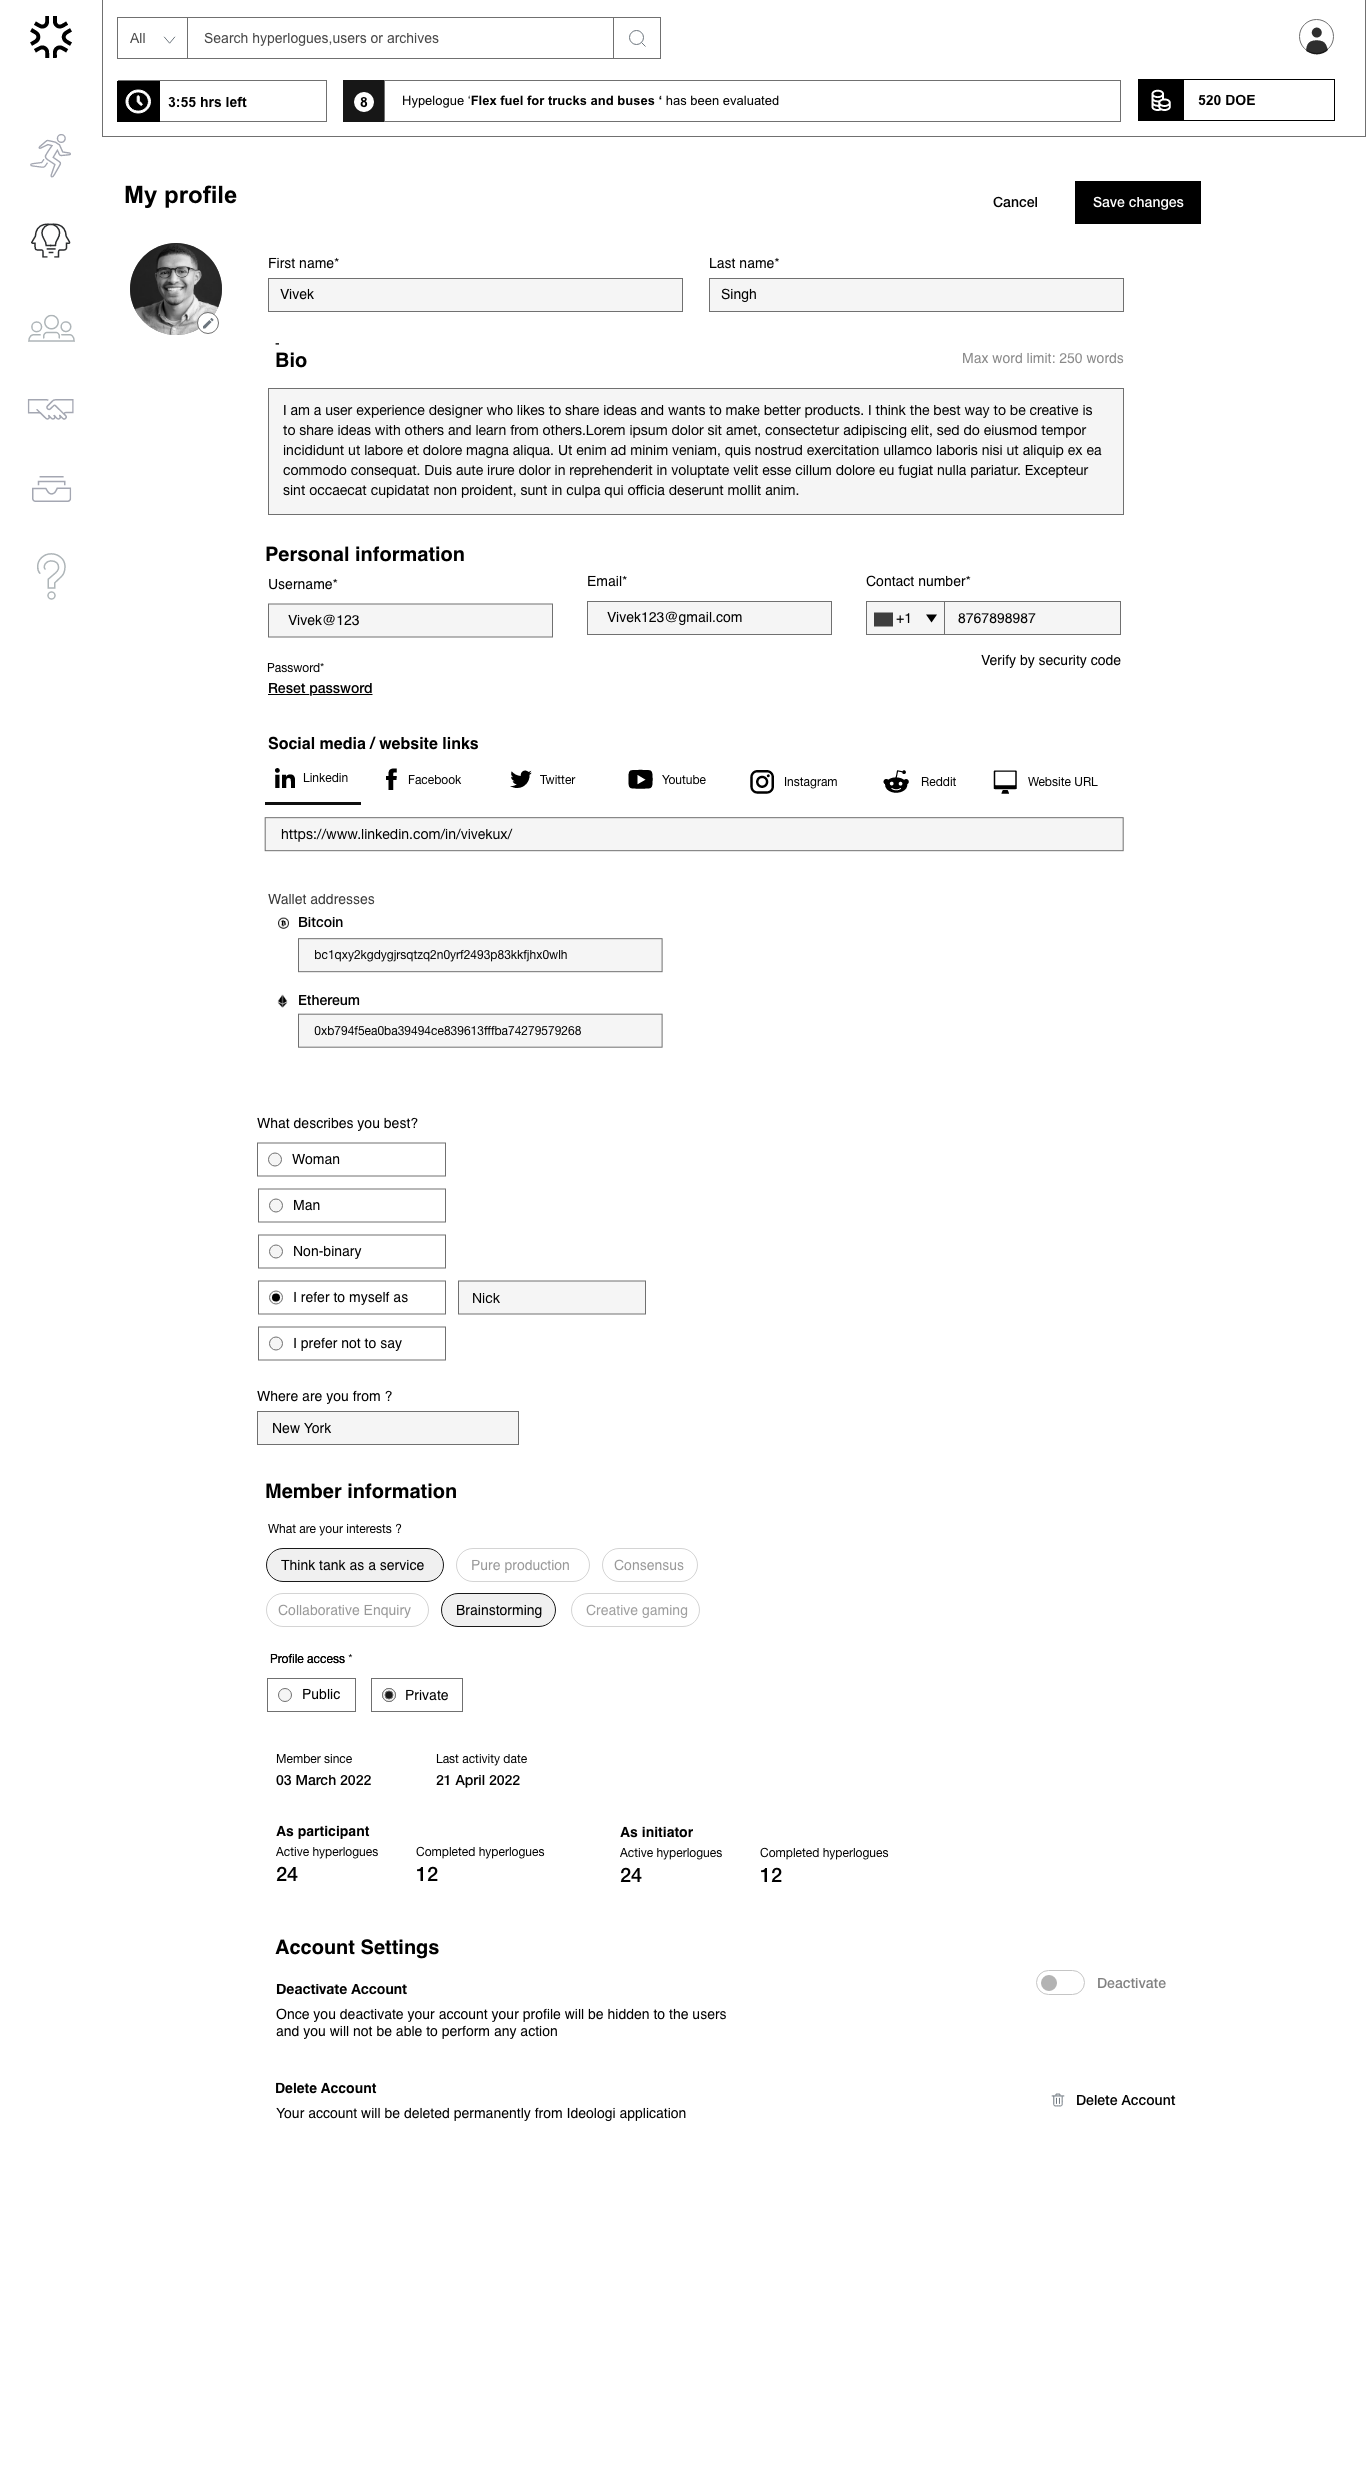 All
Search hyperlogues,users or archives
3:55 hrs left
8
Hypelogue 'Flex fuel for trucks and buses ‘ has been evaluated
520 DOE
My profile
Cancel
Save changes
First name*
Last name*
Vivek
Singh
-
Bio
Max word limit: 250 words
I am a user experience designer who likes to share ideas and wants to make better products. I think the best way to be creative is
to share ideas with others and learn from others.Lorem ipsum dolor sit amet, consectetur adipiscing elit, sed do eiusmod tempor
incididunt ut labore et dolore magna aliqua. Ut enim ad minim veniam, quis nostrud exercitation ullamco laboris nisi ut aliquip ex ea
commodo consequat. Duis aute irure dolor in reprehenderit in voluptate velit esse cillum dolore eu fugiat nulla pariatur. Excepteur
sint occaecat cupidatat non proident, sunt in culpa qui officia deserunt mollit anim.
Personal information
Username*
Email*
Contact number*
Vivek@123
Vivek123@gmail.com
+1
8767898987
Verify by security code
Password*
Reset password
Social media / website links
Linkedin
Facebook
Twitter
Youtube
Instagram
Reddit
Website URL
https://www.linkedin.com/in/vivekux/
Wallet addresses
Bitcoin
bc1qxy2kgdygjrsqtzq2n0yrf2493p83kkfjhx0wlh
Ethereum
0xb794f5ea0ba39494ce839613fffba74279579268
What describes you best?
Woman
Man
Non-binary
I refer to myself as
Nick
I prefer not to say
Where are you from ?
New York
Member information
What are your interests ?
Think tank as a service
Pure production
Consensus
Collaborative Enquiry
Brainstorming
Creative gaming
Profile access *
Public
Private
Member since
Last activity date
03 March 2022
21 April 2022
As participant
As initiator
Active hyperlogues
Completed hyperlogues
Active hyperlogues
Completed hyperlogues
24
12
24
12
Account Settings
Deactivate Account
Deactivate
Once you deactivate your account your profile will be hidden to the users
and you will not be able to perform any action
Delete Account
Delete Account
Your account will be deleted permanently from Ideologi application